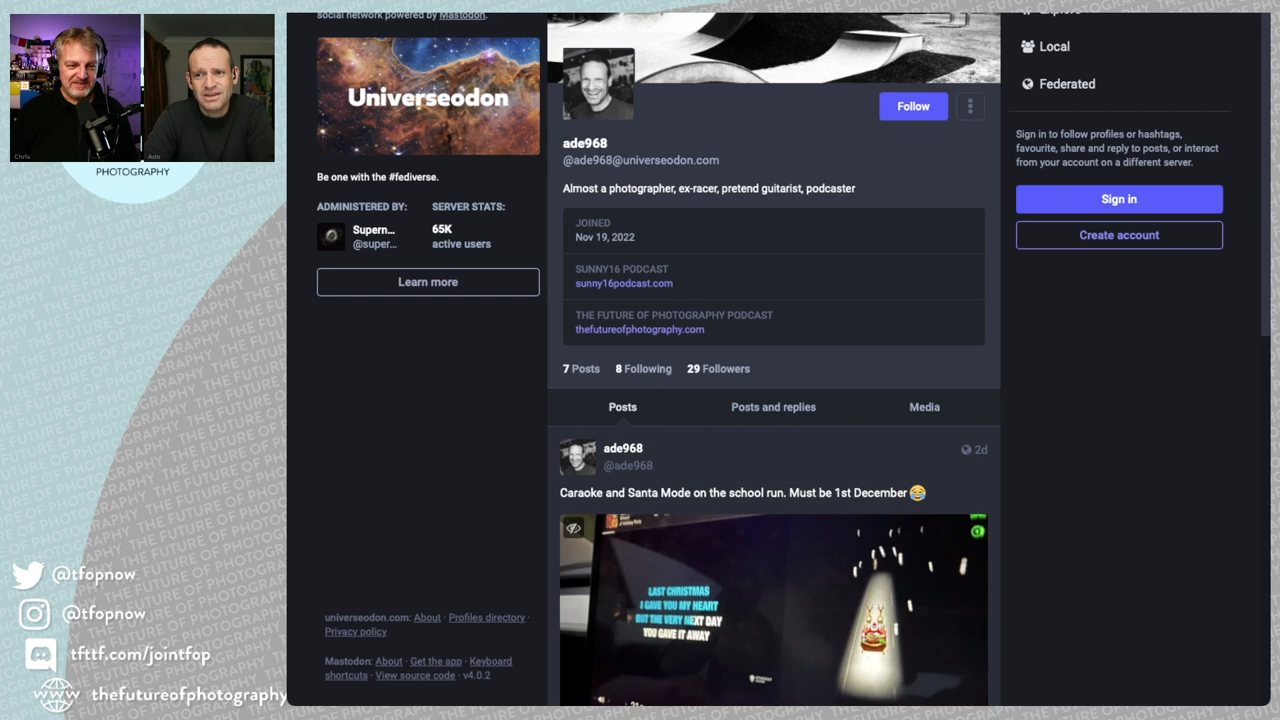 social network powered by Mastodon.
Universeodon
Be one with the #fediverse.
ADMINISTERED BY:
SERVER STATS:
Supern...
@super...
65K
active users
Learn more
universeodon.com: About · Profiles directory ·
Privacy policy
Mastodon: About · Get the app · Keyboard
shortcuts · View source code · v4.0.2
Follow
ade968
@ade968@universeodon.com
Almost a photographer, ex-racer, pretend guitarist, podcaster
JOINED
Nov 19, 2022
SUNNY16 PODCAST
sunny16podcast.com
THE FUTURE OF PHOTOGRAPHY PODCAST
thefutureofphotography.com
7 Posts 8 Following 29 Followers
Posts
Posts and replies
Media
ade968
@ade968
2d
Caraoke and Santa Mode on the school run. Must be 1st December 😂
LAST CHRISTMAS
I GAVE YOU MY HEART
BUT THE VERY NEXT DAY
YOU GAVE IT AWAY
Local
Federated
Sign in to follow profiles or hashtags,
favourite, share and reply to posts, or interact
from your account on a different server.
Sign in
Create account
Chris
Ade
PHOTOGRAPHY
THE FUTURE OF PHOTOGRAPHY
@tfopnow
@tfopnow
tfttf.com/jointfop
www
thefutureofphotography